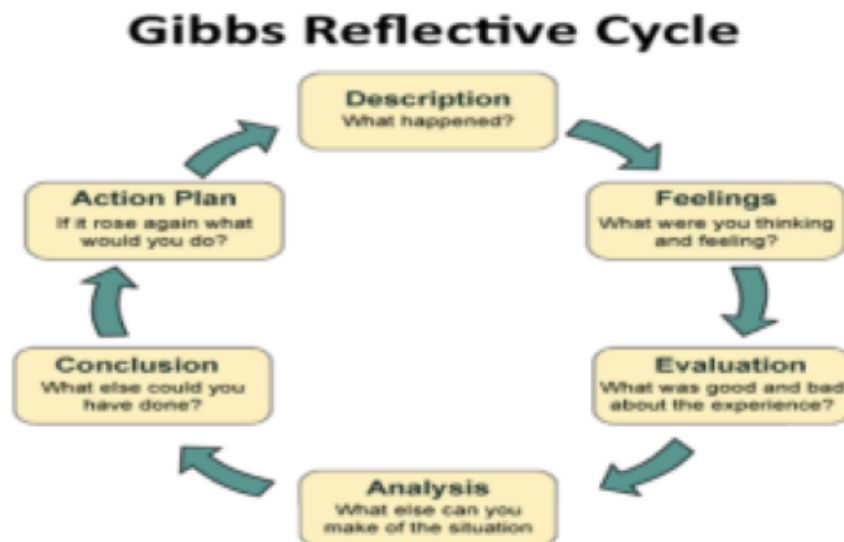 Gibbs Reflective Cycle
Description
What happened?
Feelings
What were you thinking
and feeling?
Evaluation
What was good and bad
about the experience?
Analysis
What else can you
make of the situation
Conclusion
What else could you
have done?
Action Plan
If it rose again what
would you do?